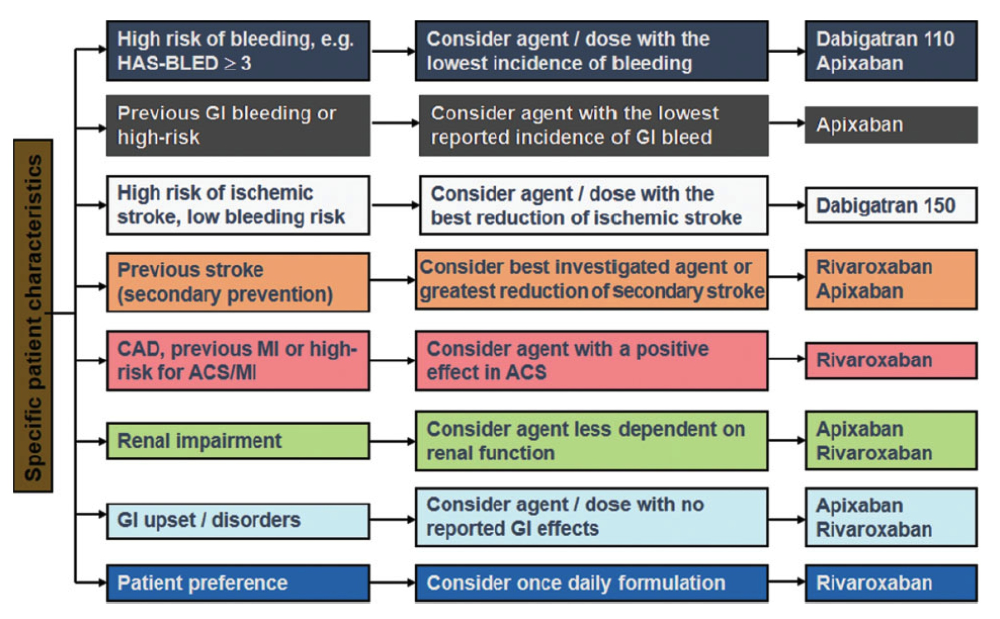 Specific patient characteristics
High risk of bleeding, e.g.
HAS-BLED ≥ 3
Consider agent / dose with the
lowest incidence of bleeding
Dabigatran 110
Apixaban
Previous GI bleeding or
high-risk
Consider agent with the lowest
reported incidence of GI bleed
Apixaban
High risk of ischemic
stroke, low bleeding risk
Consider agent / dose with the
best reduction of ischemic stroke
Dabigatran 150
Previous stroke
(secondary prevention)
Consider best investigated agent or
greatest reduction of secondary stroke
Rivaroxaban
Apixaban
CAD, previous MI or high-
risk for ACS/MI
Consider agent with a positive
effect in ACS
Rivaroxaban
Renal impairment
Consider agent less dependent on
renal function
Apixaban
Rivaroxaban
GI upset / disorders
Consider agent / dose with no
reported GI effects
Apixaban
Rivaroxaban
Patient preference
Consider once daily formulation
Rivaroxaban